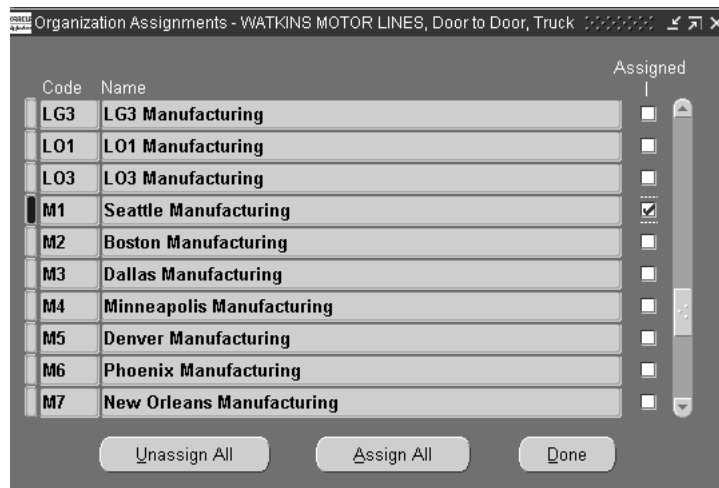 Organization Assignments - WATKINS MOTOR LINES, Door to Door, Truck
Assigned
Code Name
LG3 LG3 Manufacturing
LO1 LO1 Manufacturing
LO3 LO3 Manufacturing
M1 Seattle Manufacturing
M2 Boston Manufacturing
M3 Dallas Manufacturing
M4 Minneapolis Manufacturing
M5 Denver Manufacturing
M6 Phoenix Manufacturing
M7 New Orleans Manufacturing
Unassign All Assign All Done